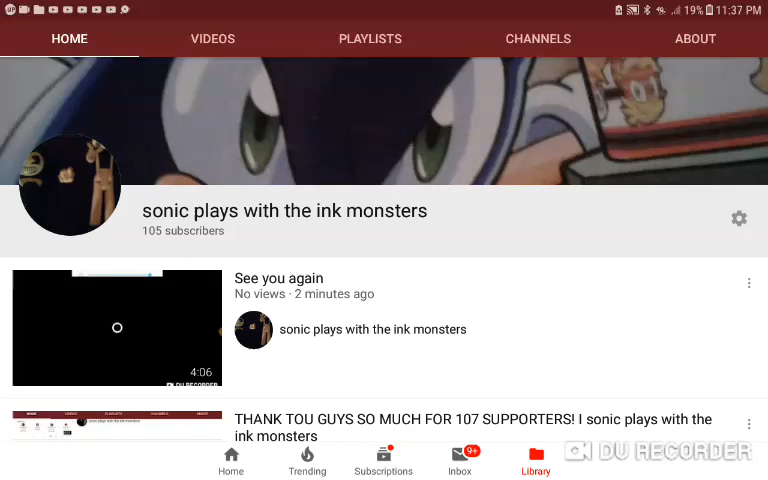 19% 11:37 PM
HOME VIDEOS PLAYLISTS CHANNELS ABOUT
sonic plays with the ink monsters
105 subscribers
See you again
No views · 2 minutes ago
sonic plays with the ink monsters
4:06
DU RECORDER
THANK TOU GUYS SO MUCH FOR 107 SUPPORTERS! I sonic plays with the
ink monsters
9+
Home Trending Subscriptions Inbox Library
DU RECORDER